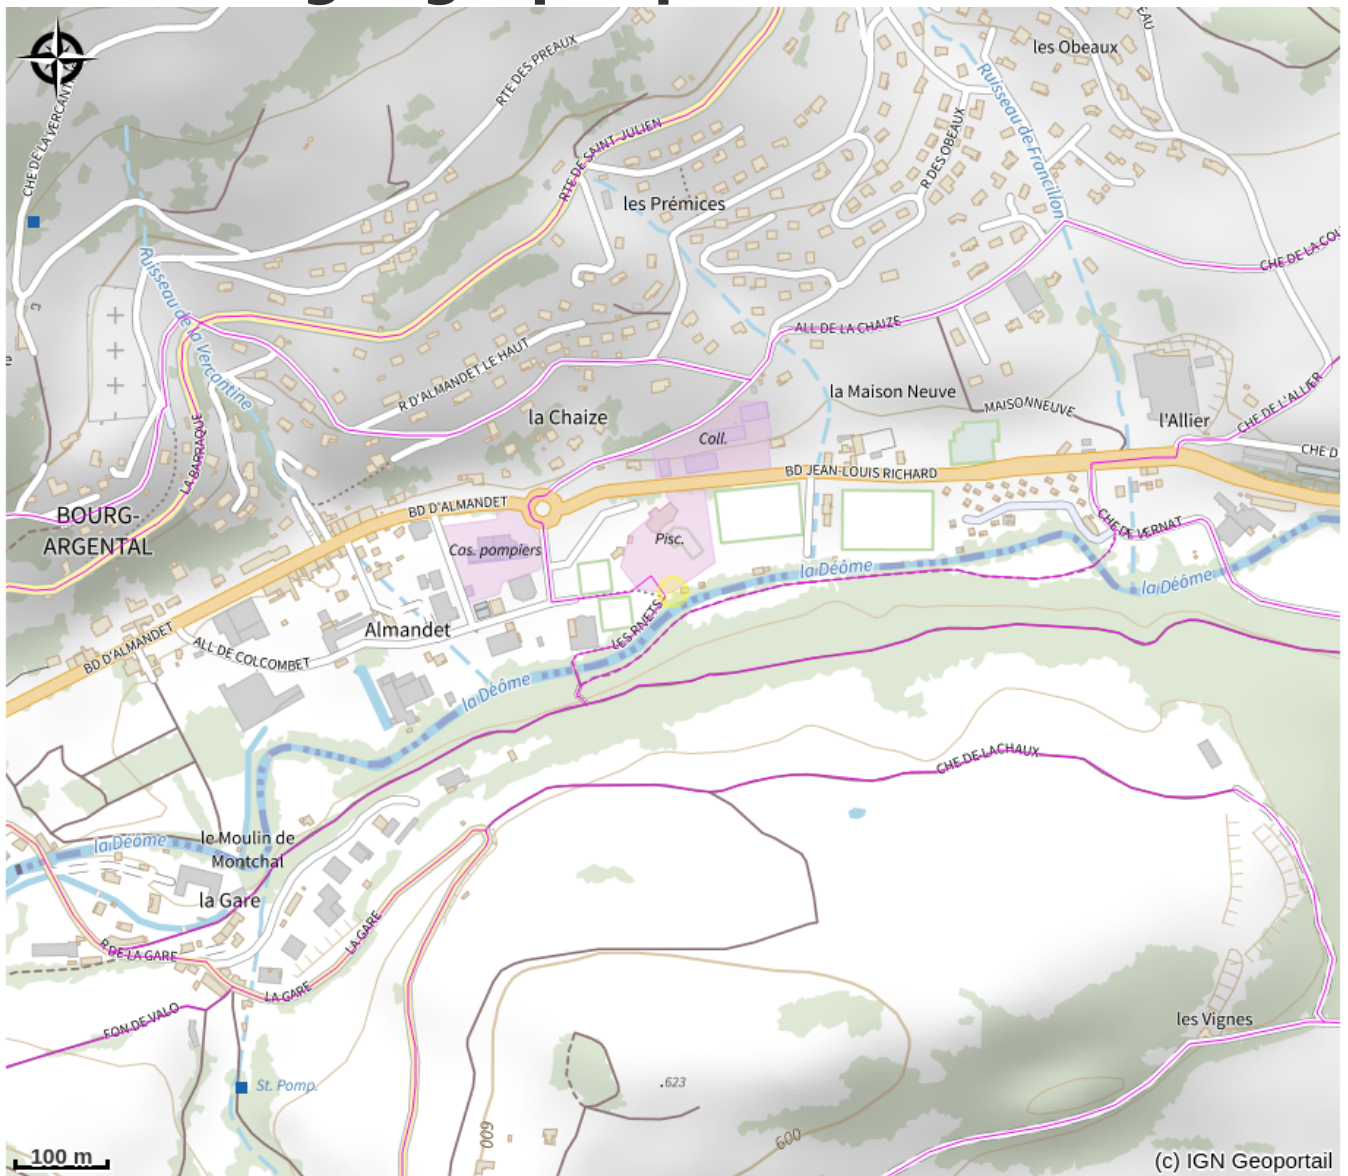 les Obeaux
EAU
RTE DES PREAUX
CHE DE LA VERCANT
Ruisseau de Francillon
RTE DE SAINT-JULIEN
R DES OBEAUX
les Prémices
CHE DE LA COL
Ruisseau de la Vercantine
ALL DE LA CHAIZE
R D'ALMANDET LE HAUT
la Maison Neuve
MAISONNEUVE
CHE DE L'ALLIER
l'Allier
la Chaize
LA BARRAQUE
Coll.
CHE D
BD JEAN-LOUIS RICHARD
BD D'ALMANDET
BOURG-
ARGENTAL
CHE DE VERNAT
Cas. pompiers
Pisc.
la Déôme
la Déôme
LES RIVETS
Almandet
BD D'ALMANDET
ALL DE COLCOMBET
la Déôme
CHE DE LACHAUX
la Déôme
le Moulin de
Montchal
la Gare
LA GARE
R DE LA GARE
LA GARE
FON DE VALO
les Vignes
St. Pomp.
.623
600
600
100 m
(c) IGN Geoportail